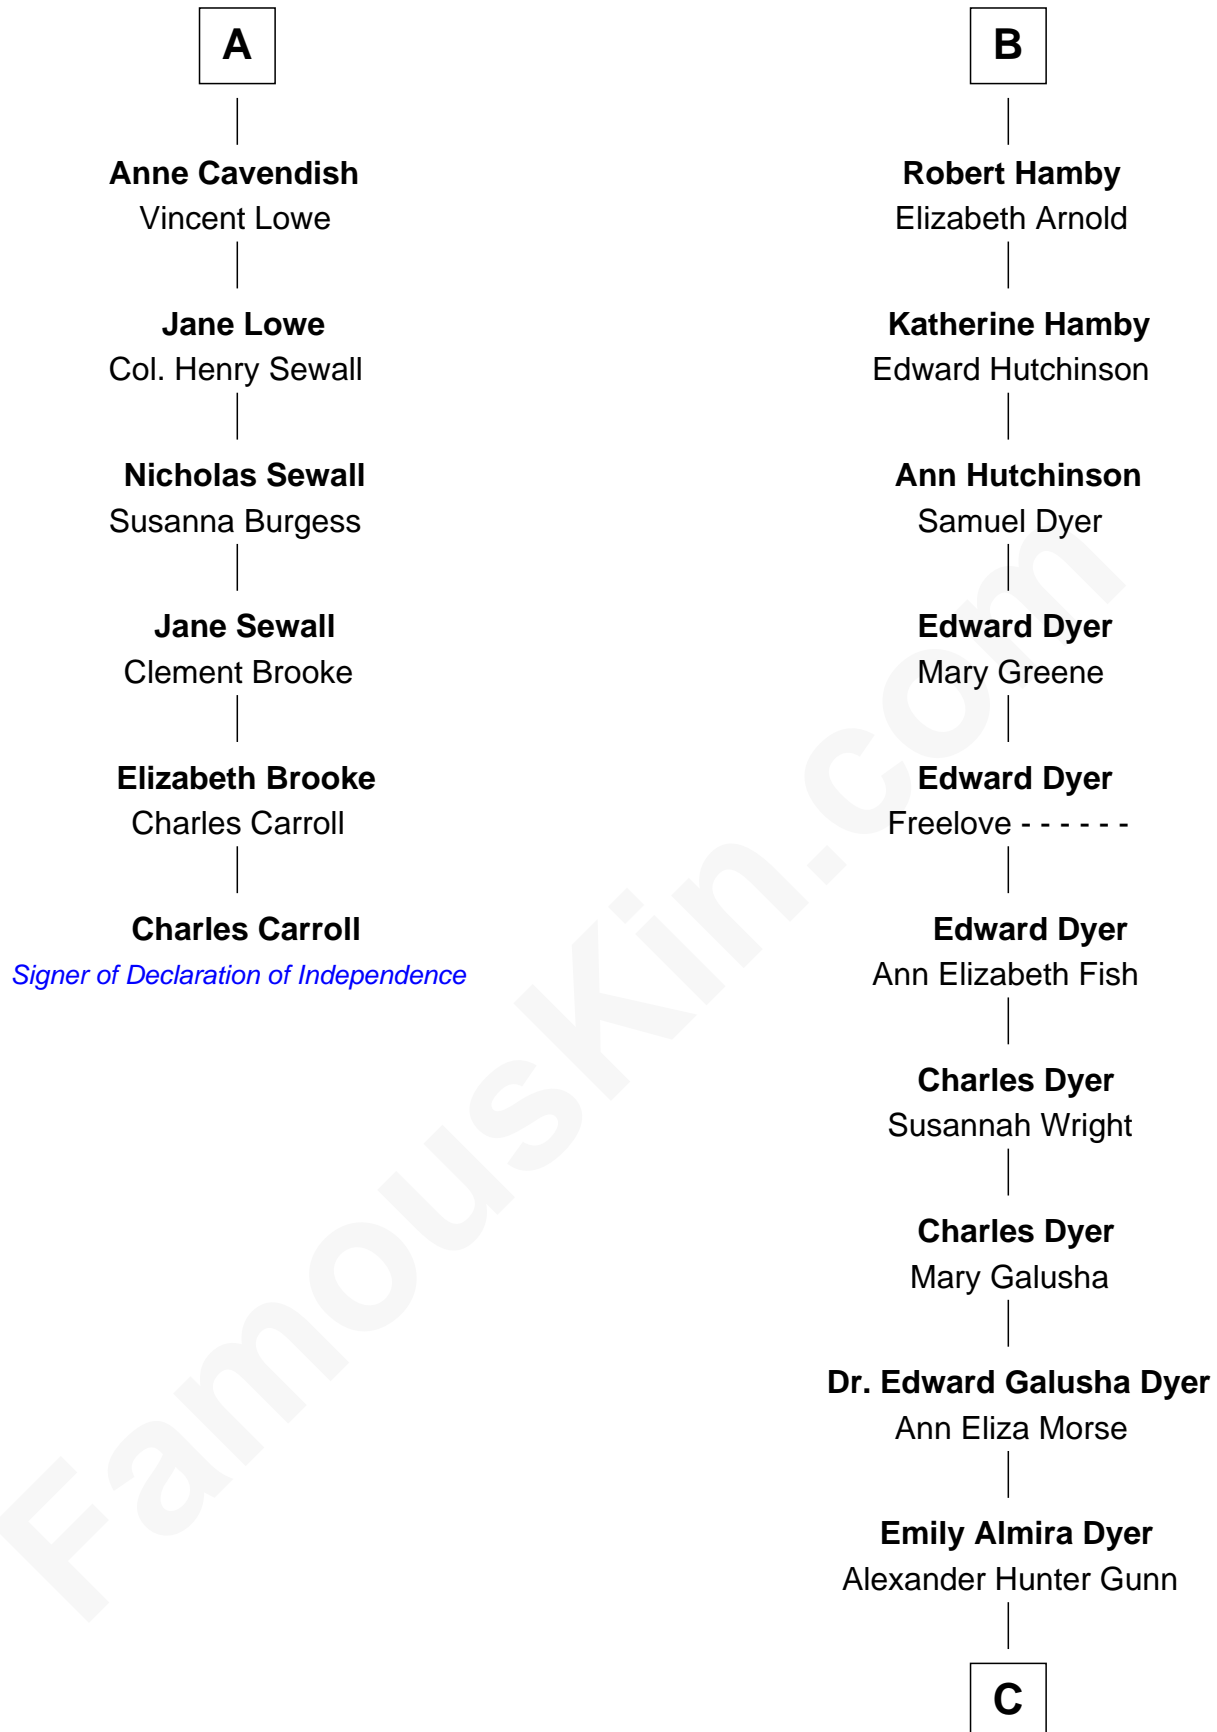 A
Anne Cavendish
Vincent Lowe
Jane Lowe
Col. Henry Sewall
Nicholas Sewall
Susanna Burgess
Jane Sewall
Clement Brooke
Elizabeth Brooke
Charles Carroll
Charles Carroll
Signer of Declaration of Independence
B
Robert Hamby
Elizabeth Arnold
Katherine Hamby
Edward Hutchinson
Ann Hutchinson
Samuel Dyer
Edward Dyer
Mary Greene
Edward Dyer
Freelove - - - - - -
Edward Dyer
Ann Elizabeth Fish
Charles Dyer
Susannah Wright
Charles Dyer
Mary Galusha
Dr. Edward Galusha Dyer
Ann Eliza Morse
Emily Almira Dyer
Alexander Hunter Gunn
C
FamousKin.com